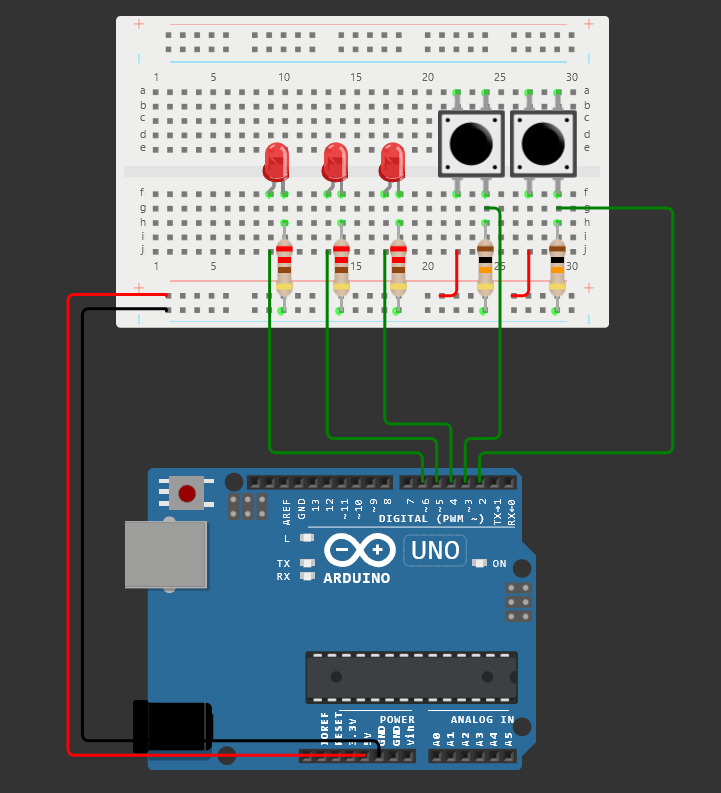 + +
1 5 10 15 20 25 30
a a
b b
c c
d d
e e
f f
g g
h h
i i
j j
1 5 10 15 20 25 30
+ +
AREF GND 13 12 ~11 ~10 ~9 8 7 ~6 ~5 4 ~3 2 TX→1 RX←0
DIGITAL (PWM ~)
L
UNO
TX ON
RX ARDUINO
POWER ANALOG IN
IOREF RESET 3.3V 5V GND GND Vin A0 A1 A2 A3 A4 A5